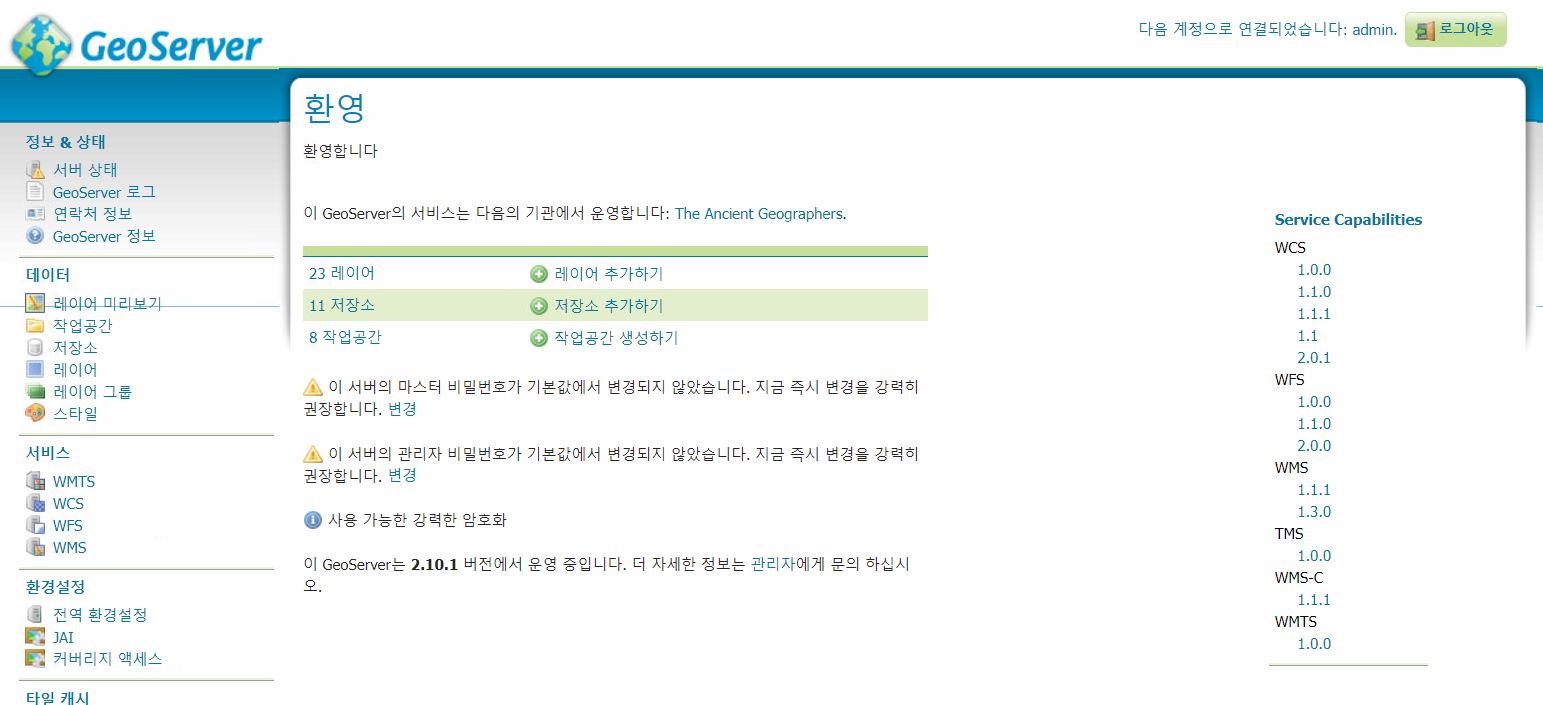 GeoServer
다음 계정으로 연결되었습니다: admin. 로그아웃
정보 & 상태
서버 상태
GeoServer 로그
연락처 정보
GeoServer 정보
데이터
레이어 미리보기
작업공간
저장소
레이어
레이어 그룹
스타일
서비스
WMTS
WCS
WFS
WMS
환경설정
전역 환경설정
JAI
커버리지 액세스
타일 캐시
환영
환영합니다
이 GeoServer의 서비스는 다음의 기관에서 운영합니다: The Ancient Geographers.
23 레이어 레이어 추가하기
11 저장소 저장소 추가하기
8 작업공간 작업공간 생성하기
이 서버의 마스터 비밀번호가 기본값에서 변경되지 않았습니다. 지금 즉시 변경을 강력히
권장합니다. 변경
이 서버의 관리자 비밀번호가 기본값에서 변경되지 않았습니다. 지금 즉시 변경을 강력히
권장합니다. 변경
사용 가능한 강력한 암호화
이 GeoServer는 2.10.1 버전에서 운영 중입니다. 더 자세한 정보는 관리자에게 문의 하십시
오.
Service Capabilities
WCS
1.0.0
1.1.0
1.1.1
1.1
2.0.1
WFS
1.0.0
1.1.0
2.0.0
WMS
1.1.1
1.3.0
TMS
1.0.0
WMS-C
1.1.1
WMTS
1.0.0